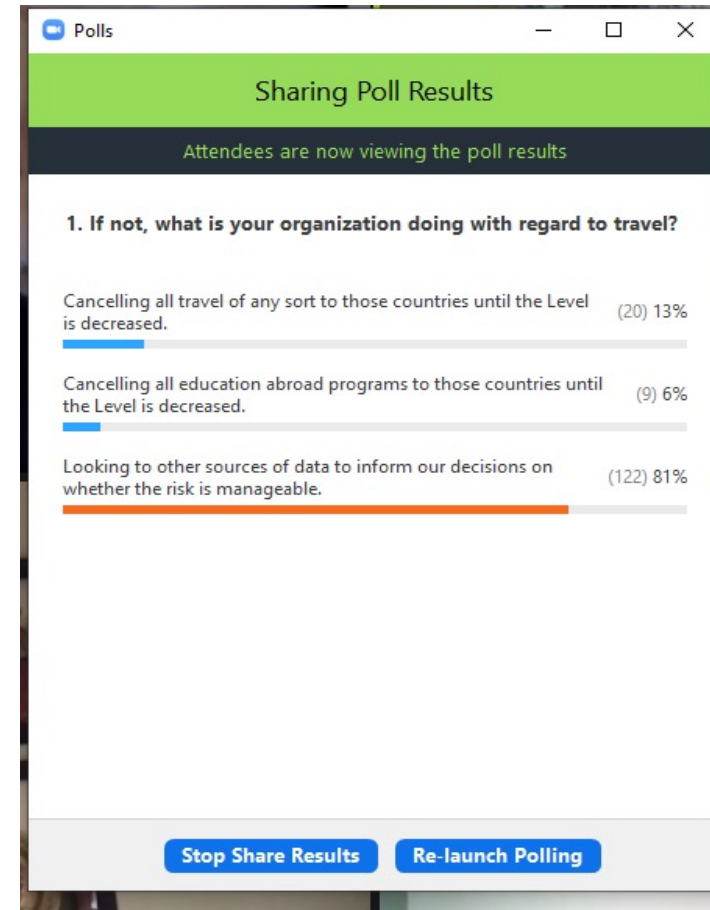 Polls
Sharing Poll Results
Attendees are now viewing the poll results
1. If not, what is your organization doing with regard to travel?
Cancelling all travel of any sort to those countries until the Level
is decreased.
(20) 13%
Cancelling all education abroad programs to those countries until
the Level is decreased.
(9) 6%
Looking to other sources of data to inform our decisions on
whether the risk is manageable.
(122) 81%
Stop Share Results
Re-launch Polling